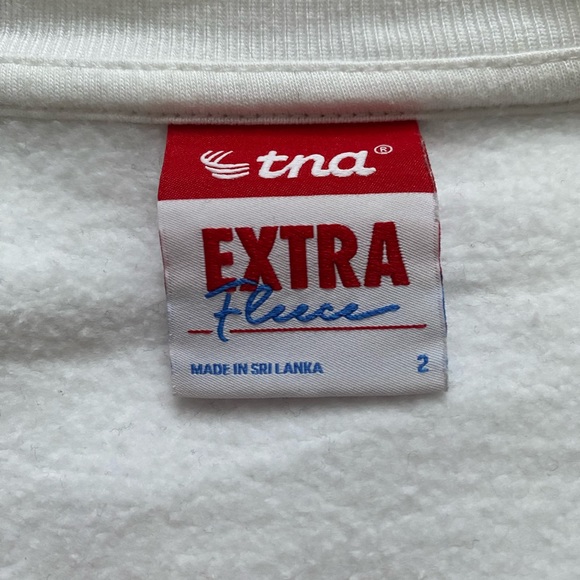 tna®
EXTRA
Fleece
MADE IN SRI LANKA 2